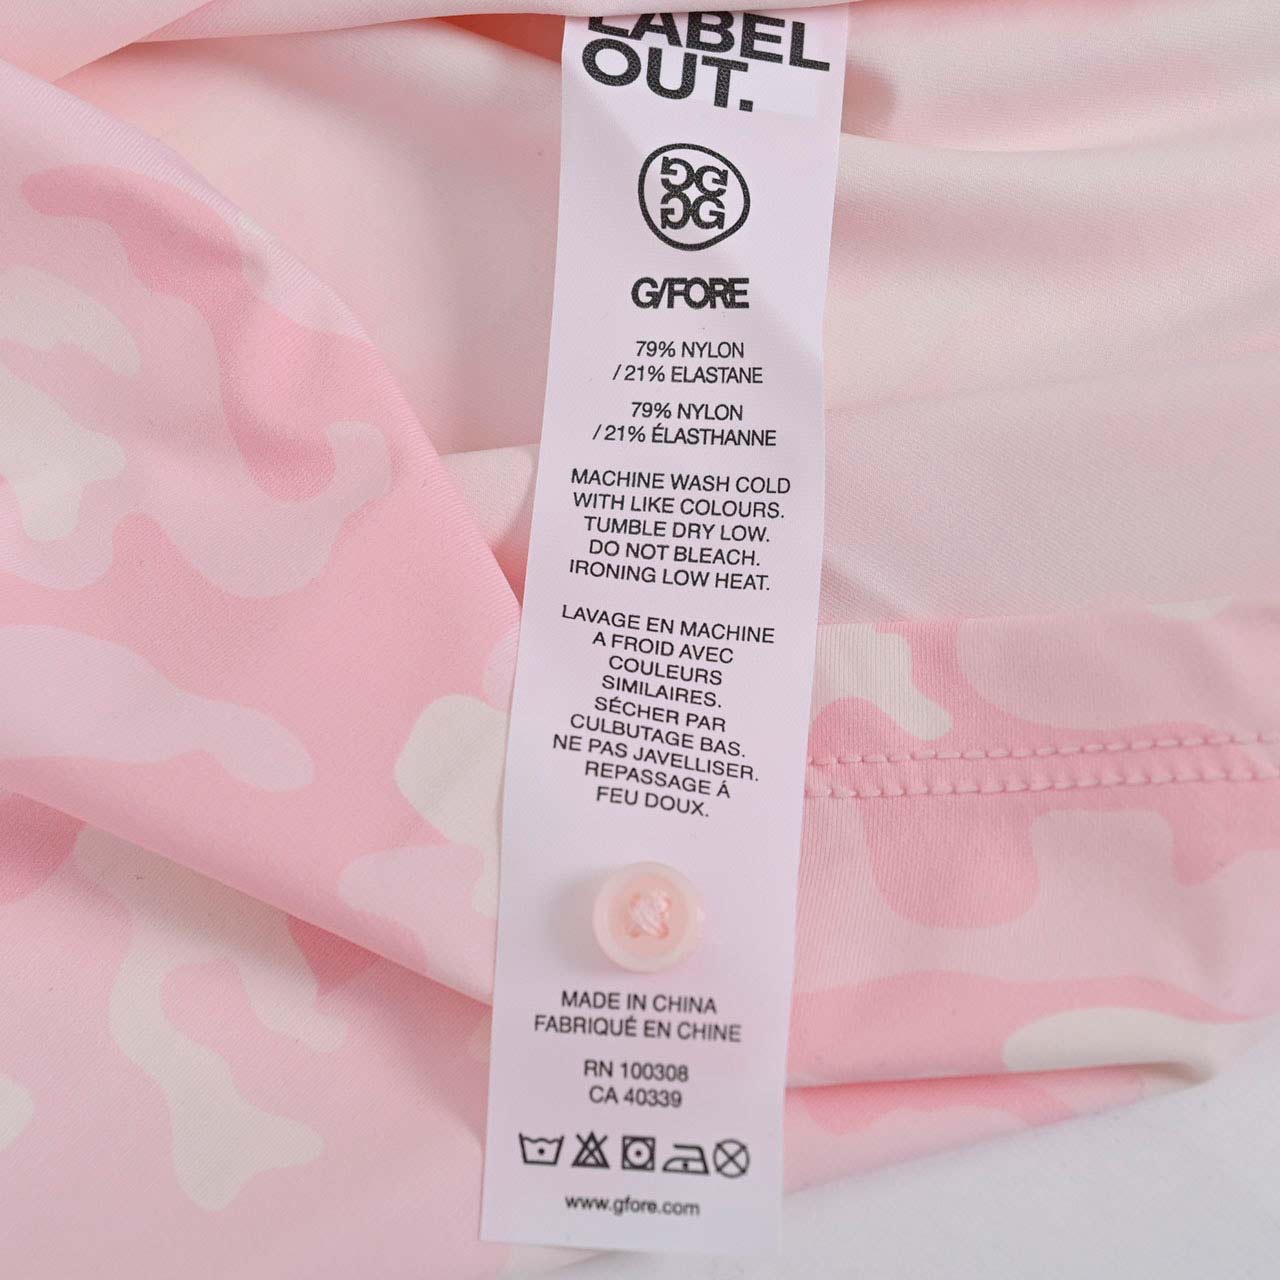 LABEL
OUT.
GG
GG
G/FORE
79% NYLON
/ 21% ELASTANE
79% NYLON
/ 21% ÉLASTHANNE
MACHINE WASH COLD
WITH LIKE COLOURS.
TUMBLE DRY LOW.
DO NOT BLEACH.
IRONING LOW HEAT.
LAVAGE EN MACHINE
A FROID AVEC
COULEURS
SIMILAIRES.
SÉCHER PAR
CULBUTAGE BAS.
NE PAS JAVELLISER.
REPASSAGE Á
FEU DOUX.
MADE IN CHINA
FABRIQUÉ EN CHINE
RN 100308
CA 40339
www.gfore.com